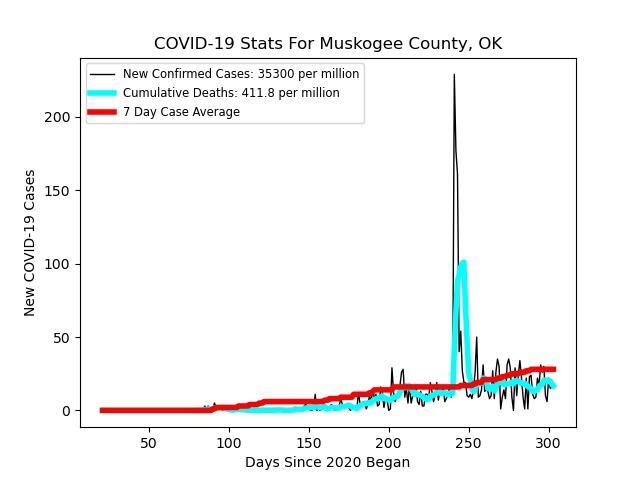 COVID-19 Stats For Muskogee County, OK
New Confirmed Cases: 35300 per million
Cumulative Deaths: 411.8 per million
7 Day Case Average
New COVID-19 Cases
200
150
100
50
0
50 100 150 200 250 300
Days Since 2020 Began